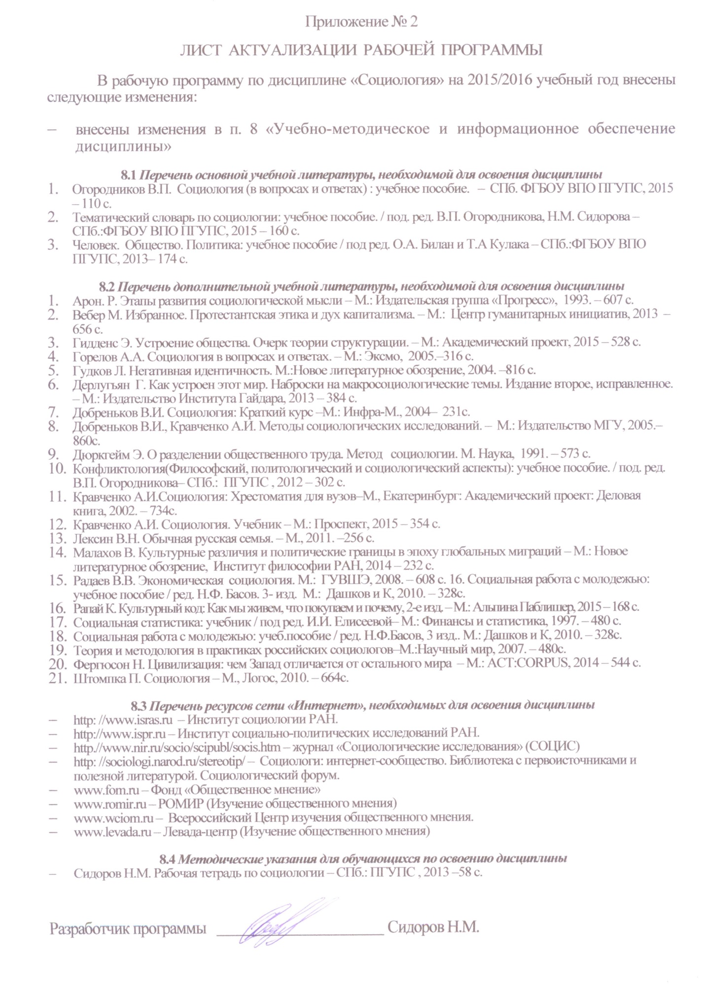 Приложение № 2
ЛИСТ АКТУАЛИЗАЦИИ РАБОЧЕЙ ПРОГРАММЫ
В рабочую программу по дисциплине «Социология» на 2015/2016 учебный год внесены
следующие изменения:
– внесены изменения в п. 8 «Учебно-методическое и информационное обеспечение
дисциплины»
8.1 Перечень основной учебной литературы, необходимой для освоения дисциплины
1. Огородников В.П. Социология (в вопросах и ответах) : учебное пособие. – СПб. ФГБОУ ВПО ПГУПС, 2015
– 110 с.
2. Тематический словарь по социологии: учебное пособие. / под. ред. В.П. Огородникова, Н.М. Сидорова –
СПб.:ФГБОУ ВПО ПГУПС, 2015 – 160 с.
3. Человек. Общество. Политика: учебное пособие / под ред. О.А. Билан и Т.А Кулака – СПб.:ФГБОУ ВПО
ПГУПС, 2013– 174 с.
8.2 Перечень дополнительной учебной литературы, необходимой для освоения дисциплины
1. Арон. Р. Этапы развития социологической мысли – М.: Издательская группа «Прогресс», 1993. – 607 с.
2. Вебер М. Избранное. Протестантская этика и дух капитализма. – М.: Центр гуманитарных инициатив, 2013 –
656 с.
3. Гидденс Э. Устроение общества. Очерк теории структурации. – М.: Академический проект, 2015 – 528 с.
4. Горелов А.А. Социология в вопросах и ответах. – М.: Эксмо, 2005.–316 с.
5. Гудков Л. Негативная идентичность. М.:Новое литературное обозрение, 2004. –816 с.
6. Дерлугьян Г. Как устроен этот мир. Наброски на макросоциологические темы. Издание второе, исправленное.
– М.: Издательство Института Гайдара, 2013 – 384 с.
7. Добреньков В.И. Социология: Краткий курс –М.: Инфра-М., 2004– 231с.
8. Добреньков В.И., Кравченко А.И. Методы социологических исследований. – М.: Издательство МГУ, 2005.–
860с.
9. Дюркгейм Э. О разделении общественного труда. Метод социологии. М. Наука, 1991. – 573 с.
10. Конфликтология(Философский, политологический и социологический аспекты): учебное пособие. / под. ред.
В.П. Огородникова– СПб.: ПГУПС , 2012 – 302 с.
11. Кравченко А.И.Социология: Хрестоматия для вузов–М., Екатеринбург: Академический проект: Деловая
книга, 2002. – 734с.
12. Кравченко А.И. Социология. Учебник – М.: Проспект, 2015 – 354 с.
13. Лексин В.Н. Обычная русская семья. – М., 2011. –256 с.
14. Малахов В. Культурные различия и политические границы в эпоху глобальных миграций – М.: Новое
литературное обозрение, Институт философии РАН, 2014 – 232 с.
15. Радаев В.В. Экономическая социология. М.: ГУВШЭ, 2008. – 608 с. 16. Социальная работа с молодежью:
учебное пособие / ред. Н.Ф. Басов. 3- изд. М.: Дашков и К, 2010. – 328с.
16. Рапай К. Культурный код: Как мы живем, что покупаем и почему, 2-е изд. – М.: Альпина Паблишер, 2015 – 168 с.
17. Социальная статистика: учебник / под ред. И.И. Елисеевой– М.: Финансы и статистика, 1997. – 480 с.
18. Социальная работа с молодежью: учеб.пособие / ред. Н.Ф.Басов, 3 изд.. М.: Дашков и К, 2010. – 328с.
19. Теория и методология в практиках российских социологов–М.:Научный мир, 2007. – 480с.
20. Фергюсон Н. Цивилизация: чем Запад отличается от остального мира – М.: АСТ:CORPUS, 2014 – 544 с.
21. Штомпка П. Социология – М., Логос, 2010. – 664с.
8.3 Перечень ресурсов сети «Интернет», необходимых для освоения дисциплины
– http: //www.isras.ru – Институт социологии РАН.
– http://www.ispr.ru – Институт социально-политических исследований РАН.
– http.//www.nir.ru/socio/scipubl/socis.htm – журнал «Социологические исследования» (СОЦИС)
– http: //sociologi.narod.ru/stereotip/ – Социологи: интернет-сообщество. Библиотека с первоисточниками и
полезной литературой. Социологический форум.
– www.fom.ru – Фонд «Общественное мнение»
– www.romir.ru – РОМИР (Изучение общественного мнения)
– www.wciom.ru – Всероссийский Центр изучения общественного мнения.
– www.levada.ru – Левада-центр (Изучение общественного мнения)
8.4 Методические указания для обучающихся по освоению дисциплины
– Сидоров Н.М. Рабочая тетрадь по социологии – СПб.: ПГУПС , 2013 –58 с.
Разработчик программы Сидоров Н.М.